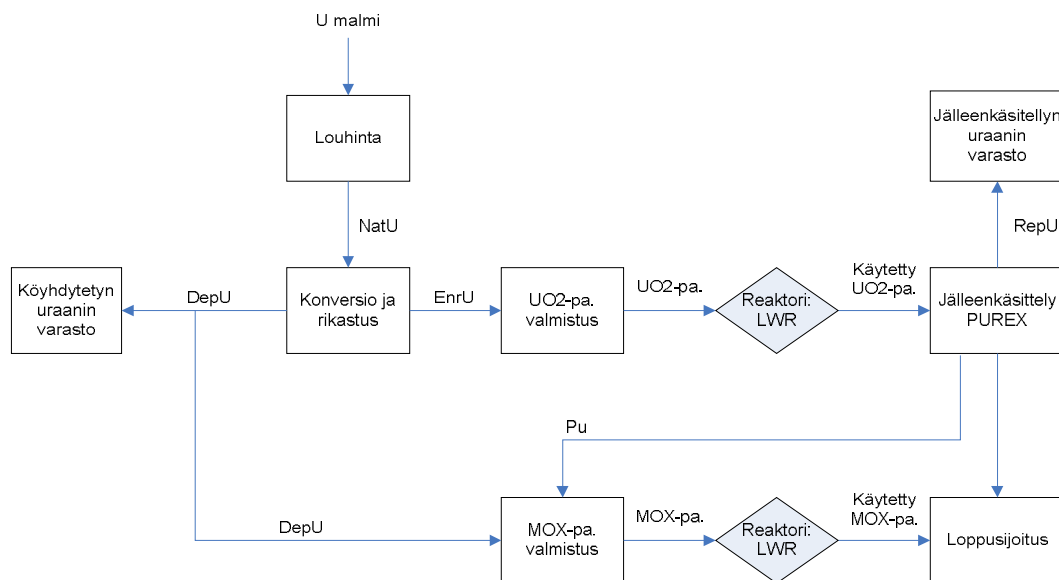 U malmi
Louhinta
Jälleenkäsitellyn
uraanin
varasto
NatU
RepU
Köyhdytetyn
uraanin
varasto
DepU
Konversio ja
rikastus
EnrU
UO2-pa.
valmistus
UO2-pa.
Reaktori:
LWR
Käytetty
UO2-pa.
Jälleenkäsittely
PUREX
Pu
DepU
MOX-pa.
valmistus
MOX-pa.
Reaktori:
LWR
Käytetty
MOX-pa.
Loppusijoitus